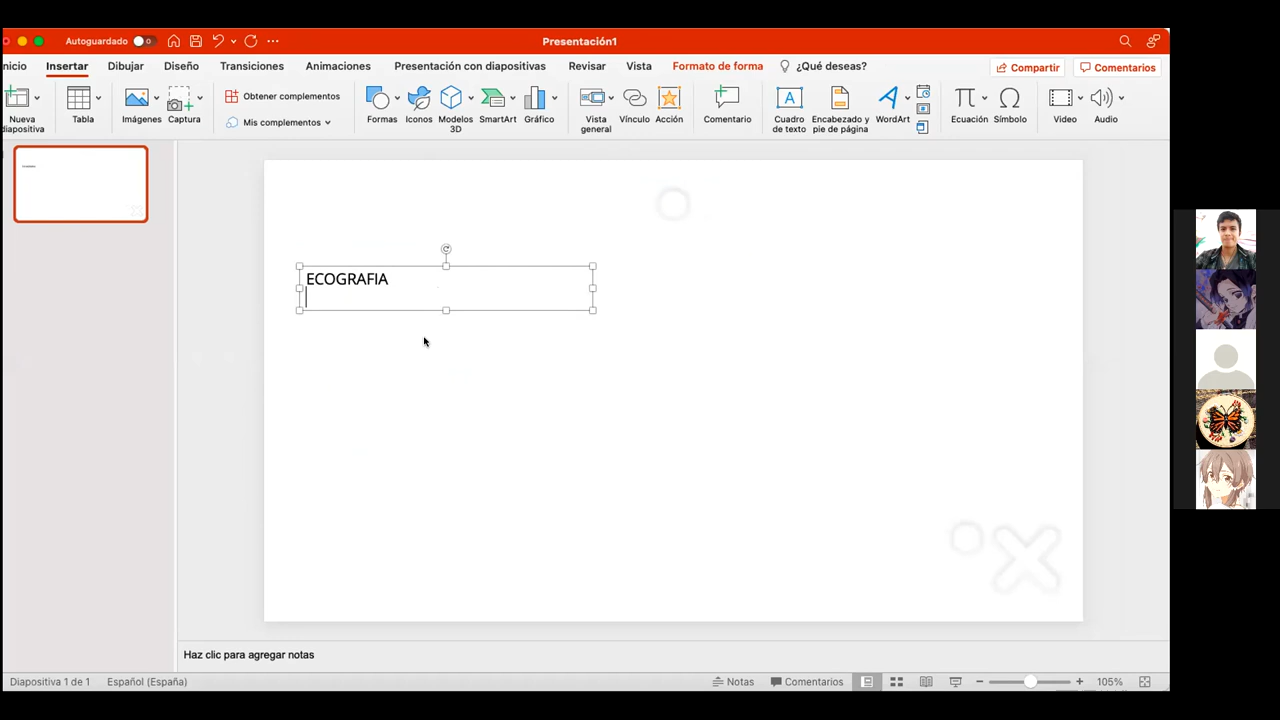 Autoguardado
Presentación1
nicio Insertar Dibujar Diseño Transiciones Animaciones Presentación con diapositivas Revisar Vista Formato de forma ¿Qué deseas? Compartir Comentarios
Nueva diapositiva
Tabla
Imágenes
Captura
Obtener complementos
Mis complementos
Formas
Iconos
Modelos 3D
SmartArt
Gráfico
Vista general
Vínculo
Acción
Comentario
Cuadro de texto
Encabezado y pie de página
WordArt
Ecuación
Símbolo
Video
Audio
ECOGRAFIA
Haz clic para agregar notas
Diapositiva 1 de 1 Español (España) Notas Comentarios 105%